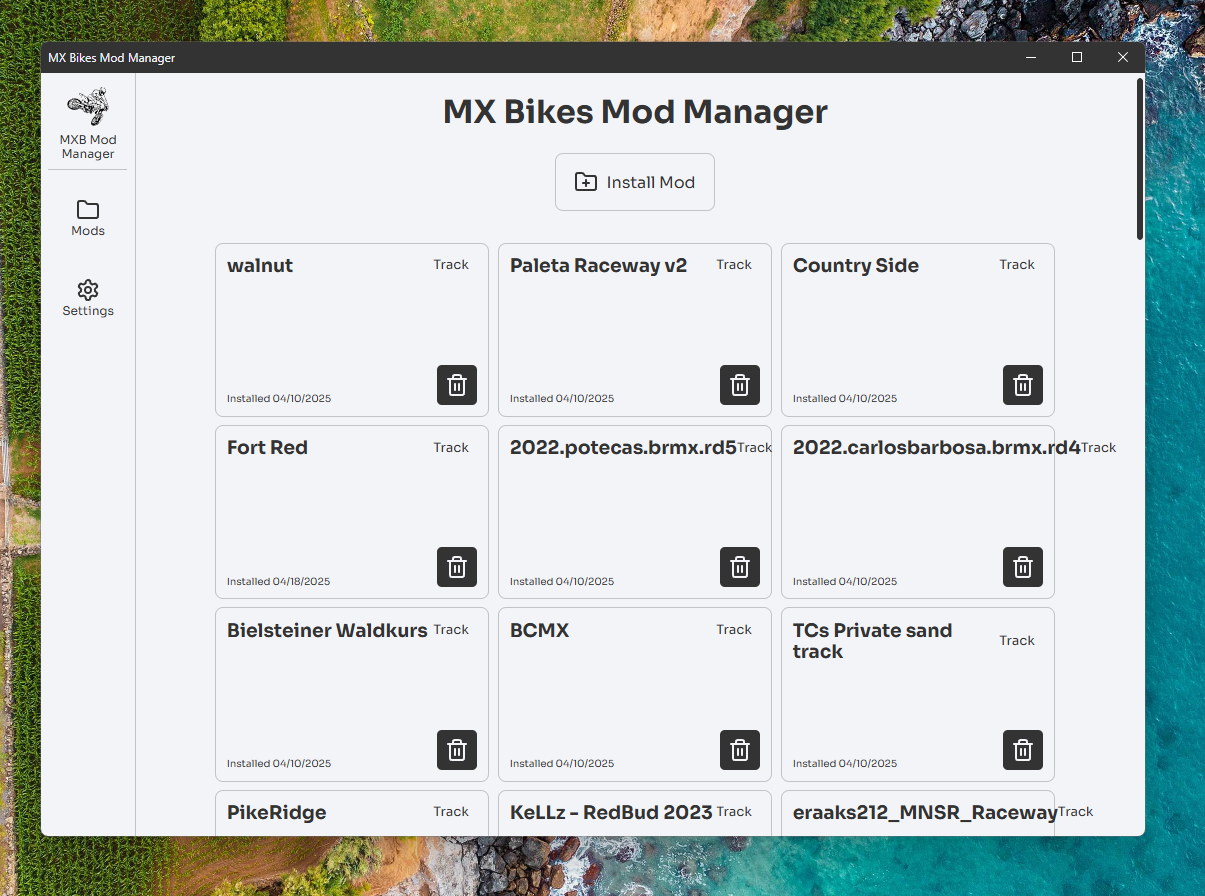 MX Bikes Mod Manager
MXB Mod
Manager
Mods
Settings
MX Bikes Mod Manager
Install Mod
walnut Track
Installed 04/10/2025
Paleta Raceway v2 Track
Installed 04/10/2025
Country Side Track
Installed 04/10/2025
Fort Red Track
Installed 04/18/2025
2022.potecas.brmx.rd5 Track
Installed 04/10/2025
2022.carlosbarbosa.brmx.rd4 Track
Installed 04/10/2025
Bielsteiner Waldkurs Track
Installed 04/10/2025
BCMX Track
Installed 04/10/2025
TCs Private sand
track
Track
Installed 04/10/2025
PikeRidge Track
KeLLz - RedBud 2023 Track
eraaks212_MNSR_Raceway Track